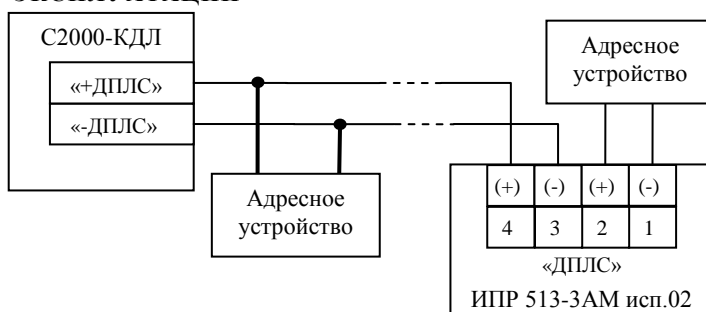 С2000-КДЛ
«+ДПЛС»
«-ДПЛС»
Адресное
устройство
Адресное
устройство
(+) (-) (+) (-)
4 3 2 1
«ДПЛС»
ИПР 513-3АМ исп.02